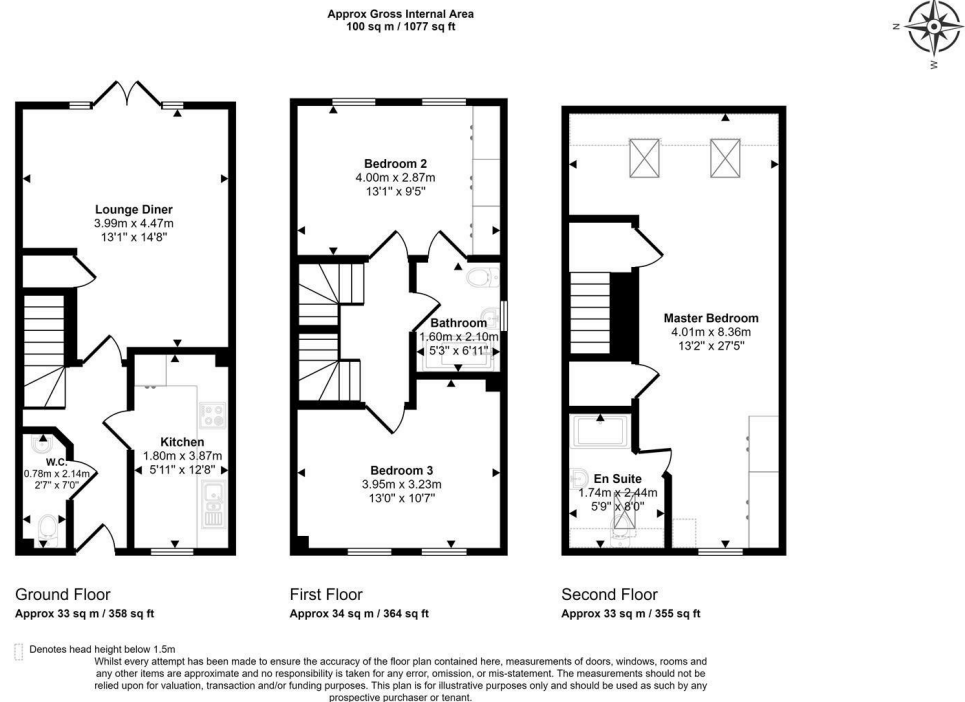 Approx Gross Internal Area
100 sq m / 1077 sq ft
N
W
Lounge Diner
3.99m x 4.47m
13'1" x 14'8"
Kitchen
1.80m x 3.87m
5'11" x 12'8"
W.C.
0.78m x 2.14m
2'7" x 7'0"
Bedroom 2
4.00m x 2.87m
13'1" x 9'5"
Bathroom
1.60m x 2.10m
5'3" x 6'11"
Bedroom 3
3.95m x 3.23m
13'0" x 10'7"
Master Bedroom
4.01m x 8.36m
13'2" x 27'5"
En Suite
1.74m x 2.44m
5'9" x 8'0"
Ground Floor
Approx 33 sq m / 358 sq ft
First Floor
Approx 34 sq m / 364 sq ft
Second Floor
Approx 33 sq m / 355 sq ft
Denotes head height below 1.5m
Whilst every attempt has been made to ensure the accuracy of the floor plan contained here, measurements of doors, windows, rooms and
any other items are approximate and no responsibility is taken for any error, omission, or mis-statement. The measurements should not be
relied upon for valuation, transaction and/or funding purposes. This plan is for illustrative purposes only and should be used as such by any
prospective purchaser or tenant.